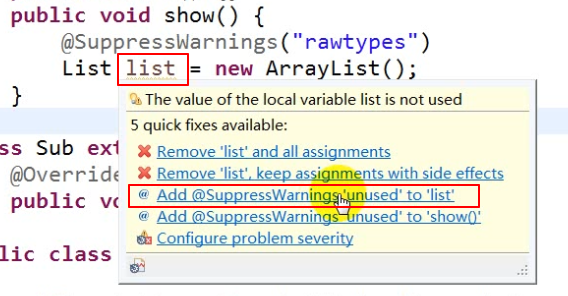 public void show() {
@SuppressWarnings("rawtypes")
List list = new ArrayList();
}
The value of the local variable list is not used
5 quick fixes available:
Remove 'list' and all assignments
Remove 'list', keep assignments with side effects
Add @SuppressWarnings 'unused' to 'list'
Add @SuppressWarnings 'unused' to 'show()'
Configure problem severity
ss Sub ext
@Override
public vo
lic class